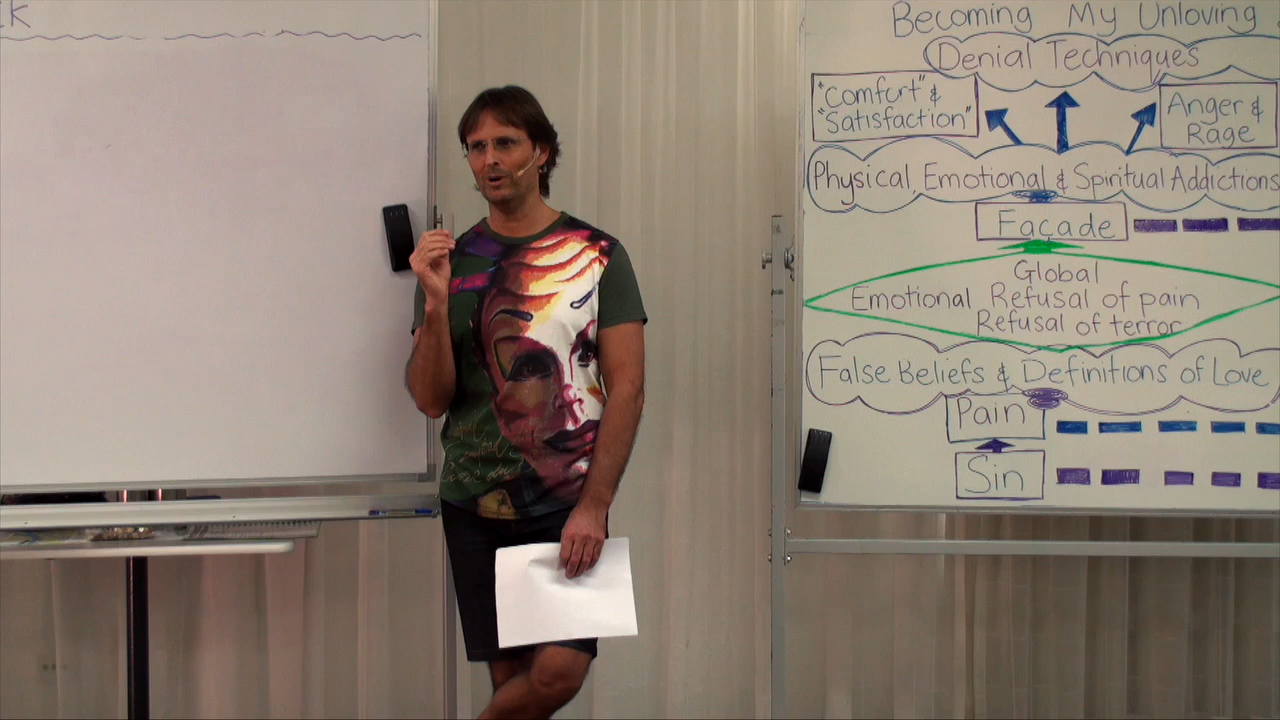 Becoming My Unloving
Denial Techniques
"Comfort" &
"Satisfaction"
Anger &
Rage
Physical, Emotional & Spiritual Addictions
Façade
Global
Emotional Refusal of pain
Refusal of terror
False Beliefs & Definitions of Love
Pain
Sin